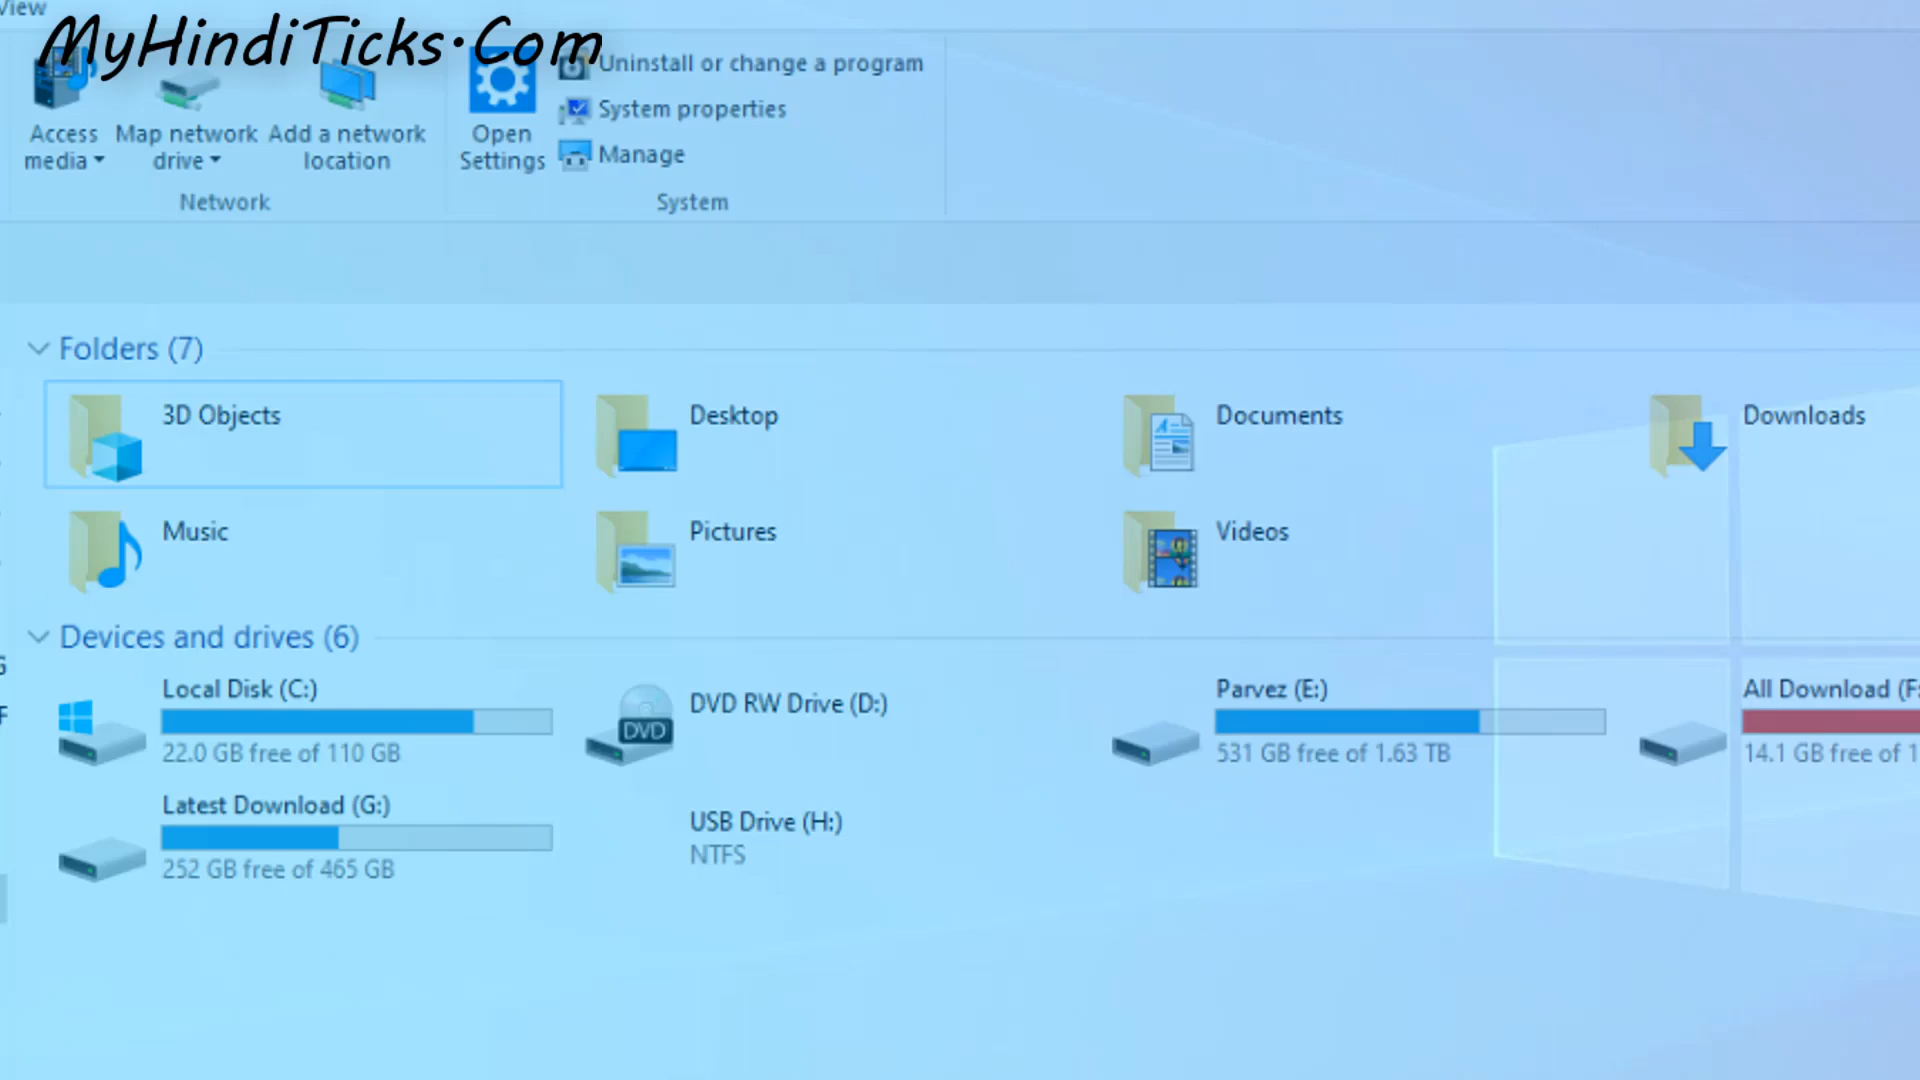 View
MyHindiTicks.Com
Access media
Map network drive
Add a network location
Open Settings
Uninstall or change a program
System properties
Manage
Network
System
Folders (7)
3D Objects
Desktop
Documents
Downloads
Music
Pictures
Videos
Devices and drives (6)
Local Disk (C:)
22.0 GB free of 110 GB
DVD RW Drive (D:)
DVD
Parvez (E:)
531 GB free of 1.63 TB
All Download (F:
14.1 GB free of 1
Latest Download (G:)
252 GB free of 465 GB
USB Drive (H:)
NTFS